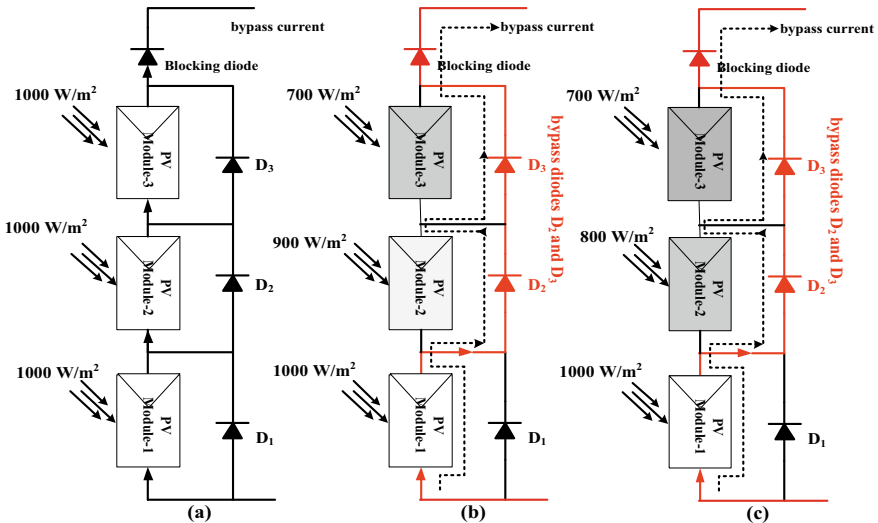 bypass current
Blocking diode
1000 W/m²
PV
Module-3
D₃
1000 W/m²
PV
Module-2
D₂
1000 W/m²
PV
Module-1
D₁
(a)
bypass current
Blocking diode
700 W/m²
PV
Module-3
D₃
900 W/m²
PV
Module-2
D₂
1000 W/m²
PV
Module-1
D₁
bypass diodes D₂ and D₃
(b)
bypass current
Blocking diode
700 W/m²
PV
Module-3
D₃
800 W/m²
PV
Module-2
D₂
1000 W/m²
PV
Module-1
D₁
bypass diodes D₂ and D₃
(c)